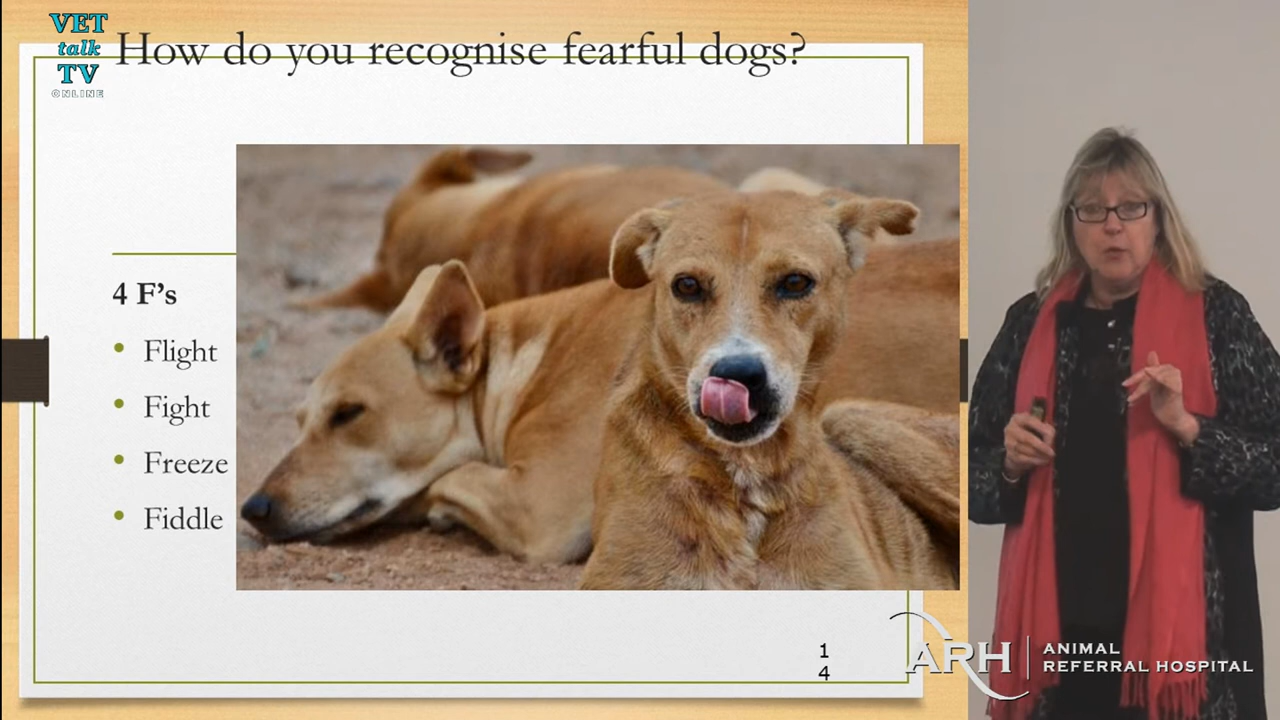 VET
talk
TV
ONLINE
How do you recognise fearful dogs?
4 F's
Flight
Fight
Freeze
Fiddle
1
4
ARH
ANIMAL
REFERRAL HOSPITAL